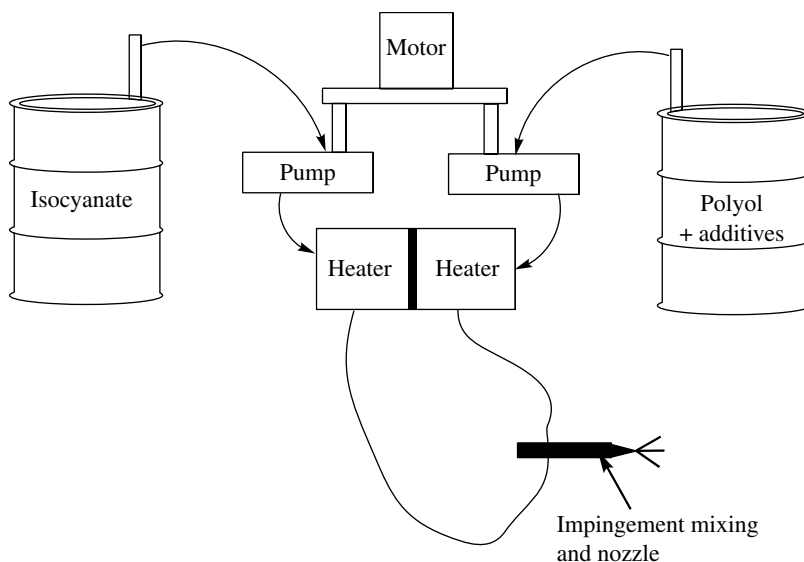 Motor
Isocyanate
Pump
Pump
Polyol
+ additives
Heater
Heater
Impingement mixing
and nozzle